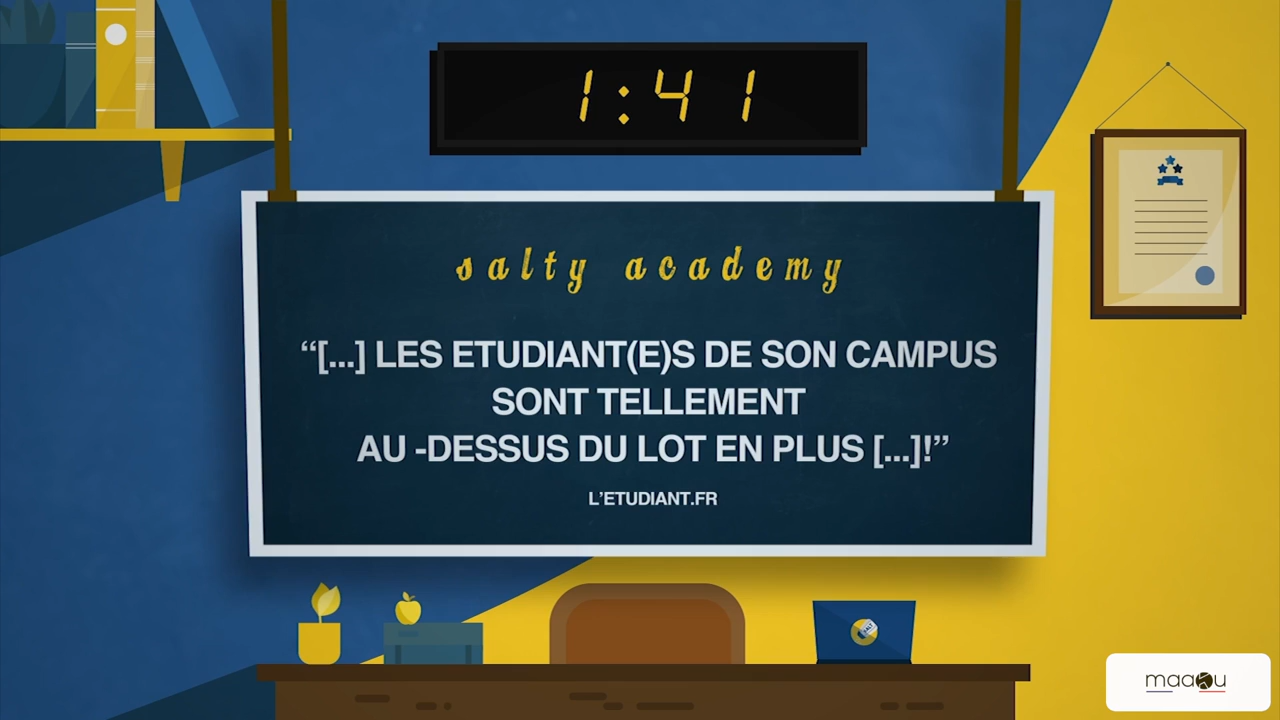 1:41
salty academy
“[...] LES ETUDIANT(E)S DE SON CAMPUS
SONT TELLEMENT
AU -DESSUS DU LOT EN PLUS [...]!”
L’ETUDIANT.FR
maaku